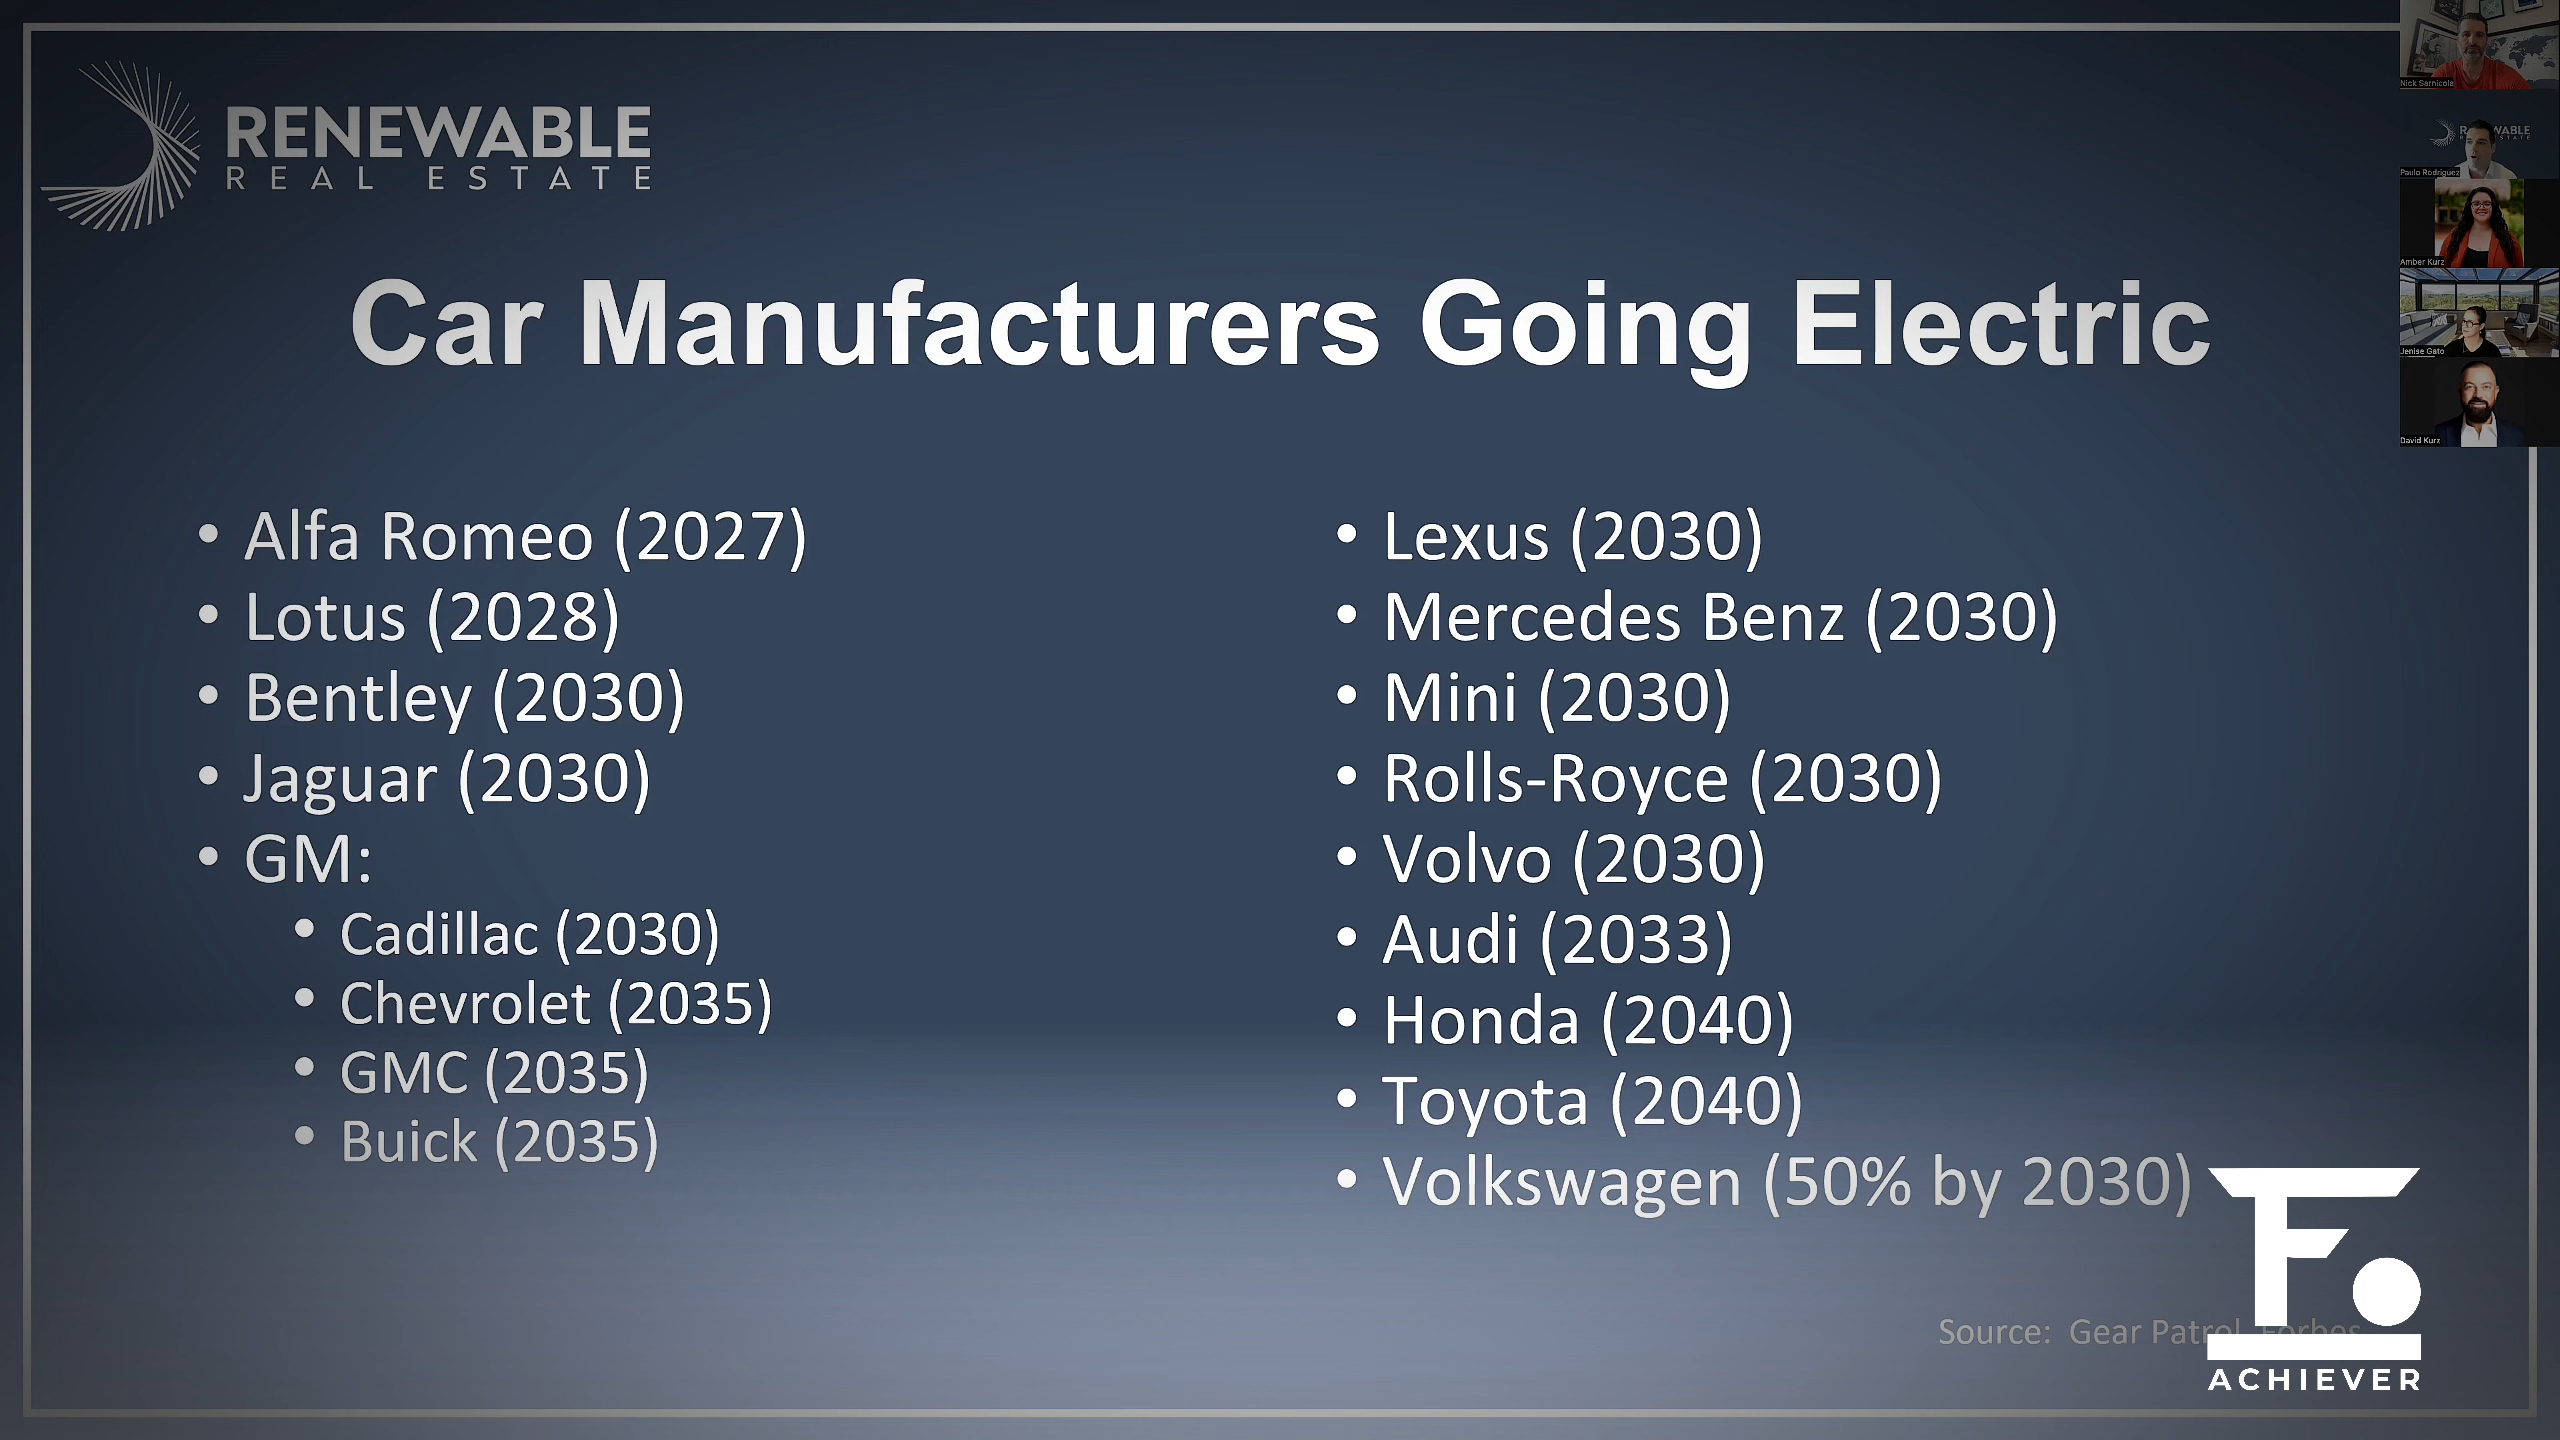 RENEWABLE
REAL ESTATE
Car Manufacturers Going Electric
• Alfa Romeo (2027)
• Lotus (2028)
• Bentley (2030)
• Jaguar (2030)
• GM:
• Cadillac (2030)
• Chevrolet (2035)
• GMC (2035)
• Buick (2035)
• Lexus (2030)
• Mercedes Benz (2030)
• Mini (2030)
• Rolls-Royce (2030)
• Volvo (2030)
• Audi (2033)
• Honda (2040)
• Toyota (2040)
• Volkswagen (50% by 2030)
Source: Gear Patrol, Forbes
ACHIEVER
Nick Sarnicola
Paulo Rodriguez
Amber Kurz
Jenise Gato
David Kurz